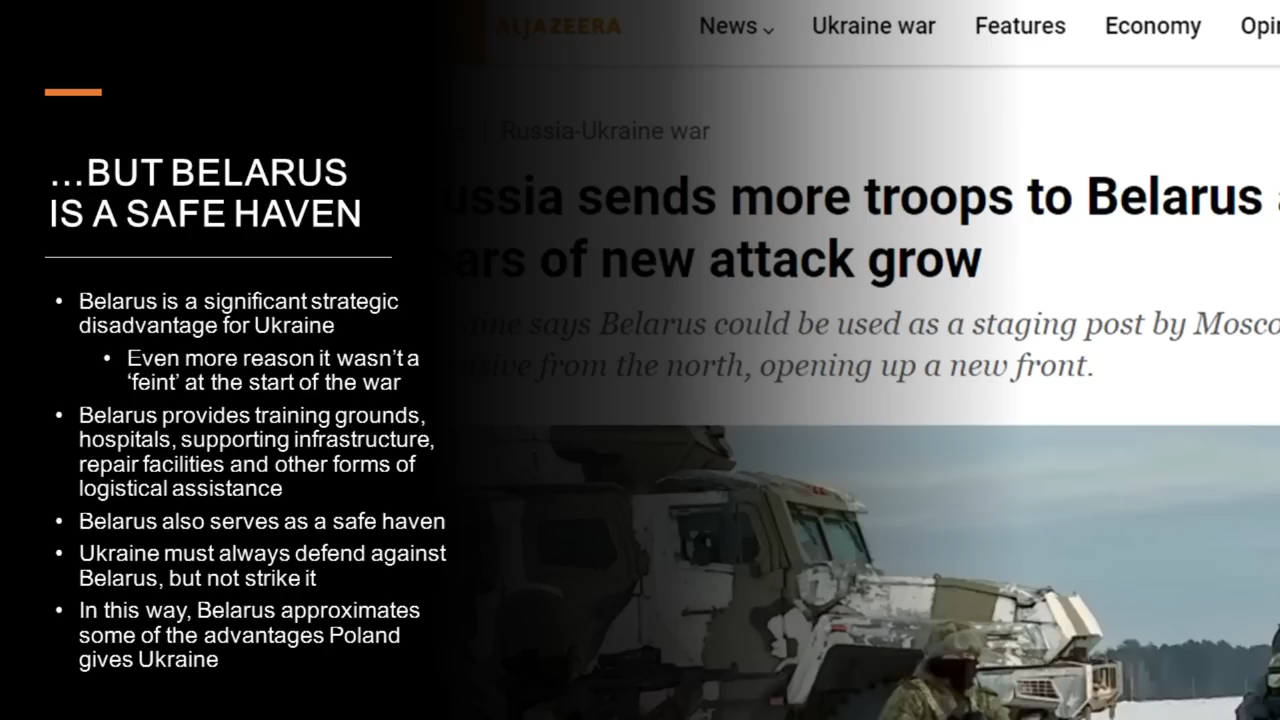 ALJAZEERA
News
Ukraine war
Features
Economy
Russia-Ukraine war
sends more troops to Belarus
of new attack grow
says Belarus could be used as a staging post by
from the north, opening up a new front.
...BUT BELARUS
IS A SAFE HAVEN
• Belarus is a significant strategic
disadvantage for Ukraine
• Even more reason it wasn't a
'feint' at the start of the war
• Belarus provides training grounds,
hospitals, supporting infrastructure,
repair facilities and other forms of
logistical assistance
• Belarus also serves as a safe haven
• Ukraine must always defend against
Belarus, but not strike it
• In this way, Belarus approximates
some of the advantages Poland
gives Ukraine